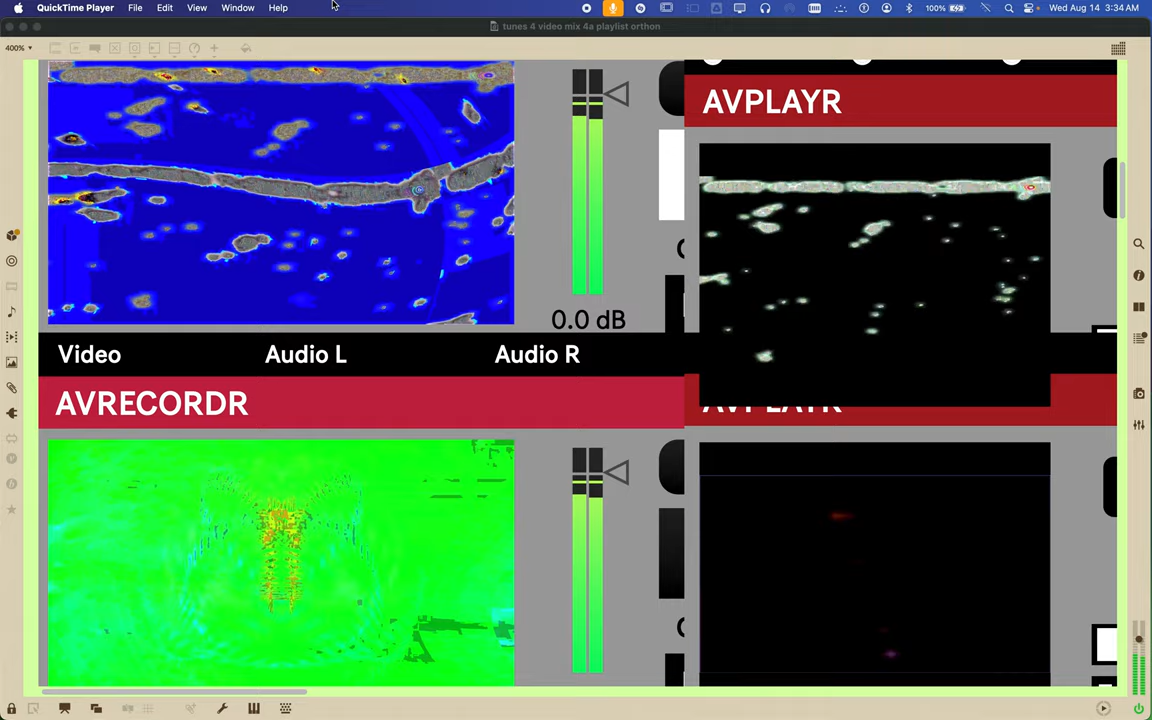 QuickTime Player File Edit View Window Help 100% Wed Aug 14 3:34 AM
tunes 4 video mix 4a playlist orthon
400%
AVPLAYR
0.0 dB
Video Audio L Audio R
AVRECORDR
AVPLAYR